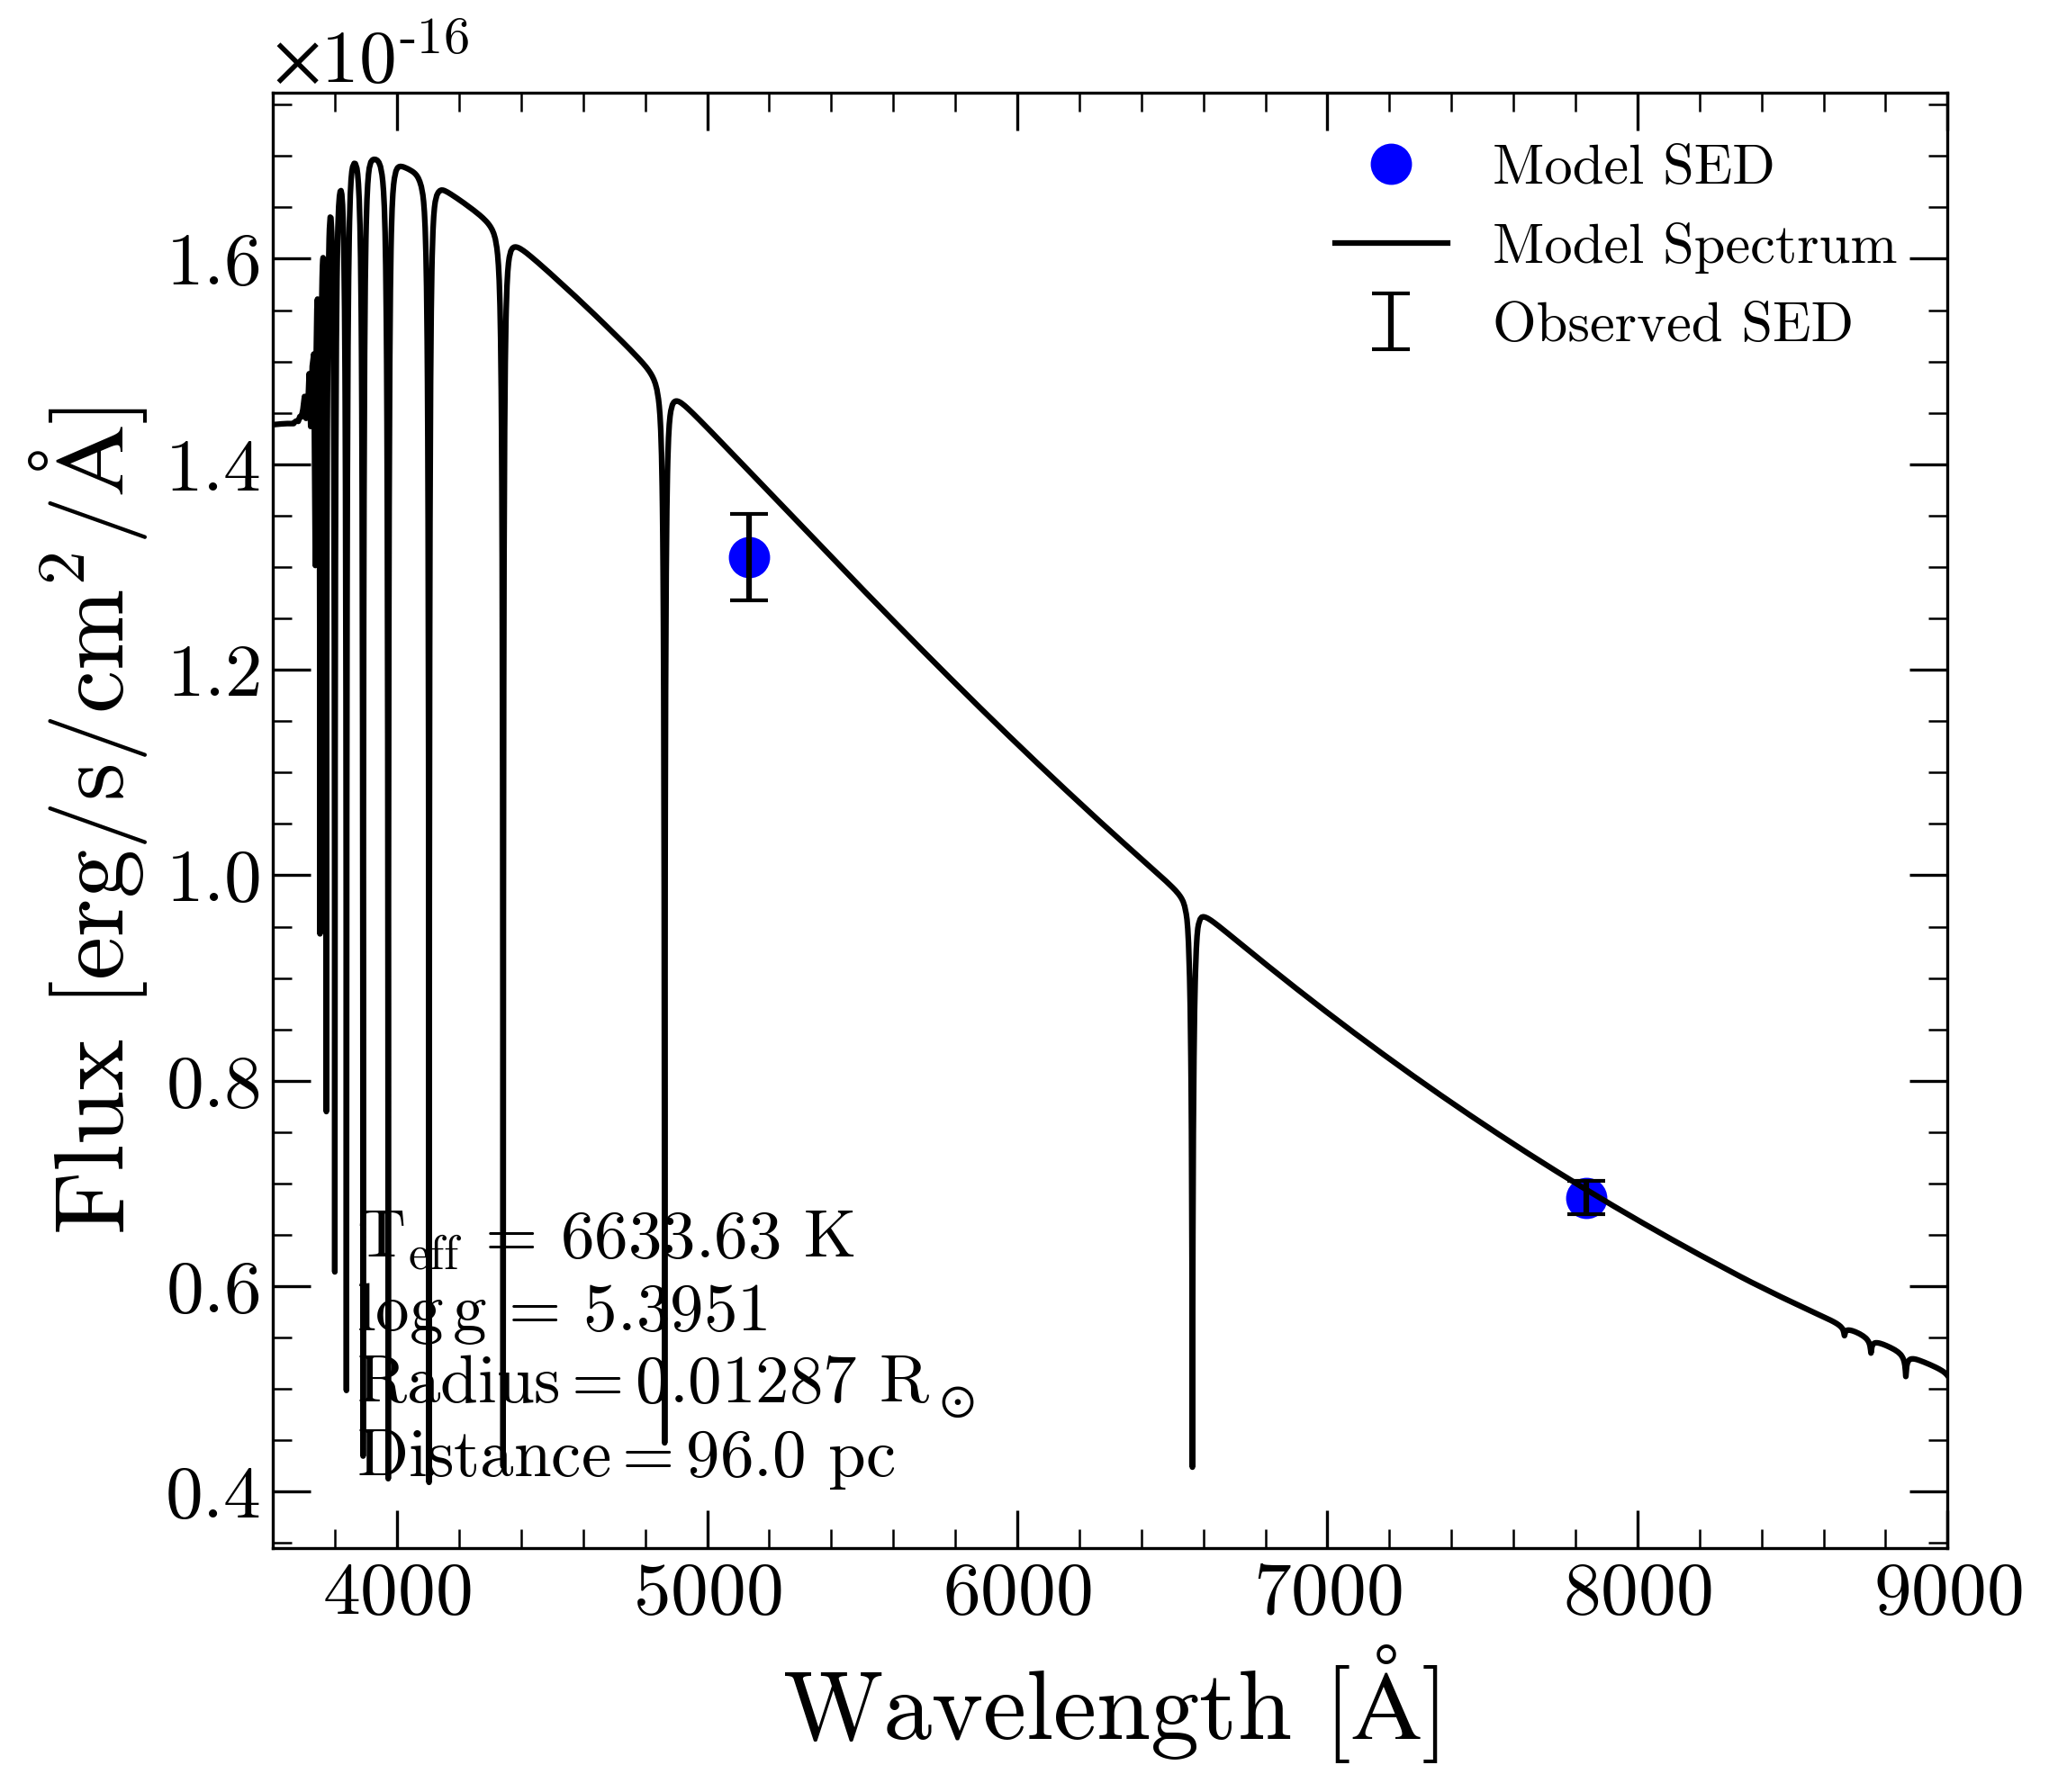 ×10-16
Flux [erg/s/cm2/Å]
1.6
1.4
1.2
1.0
0.8
0.6
0.4
Model SED
Model Spectrum
Observed SED
Teff = 6633.63 K
log g = 5.3951
Radius = 0.01287 R⊙
Distance = 96.0 pc
4000 5000 6000 7000 8000 9000
Wavelength [Å]